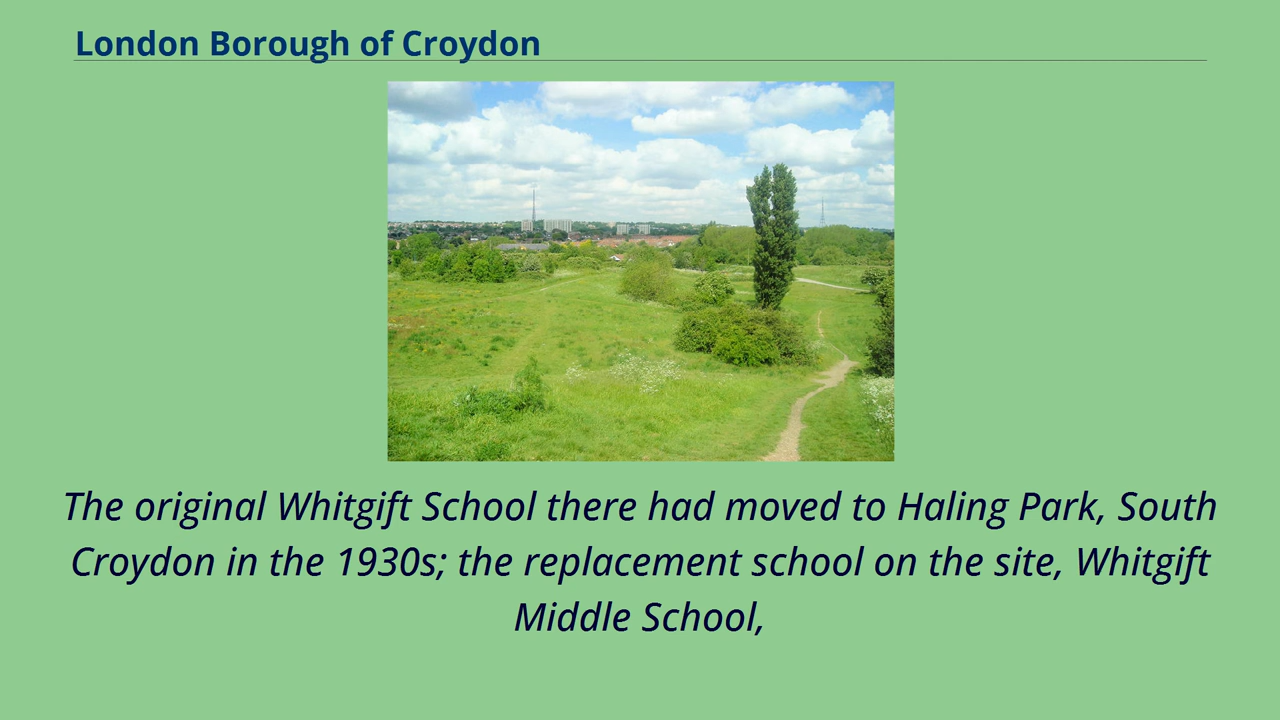 London Borough of Croydon
The original Whitgift School there had moved to Haling Park, South
Croydon in the 1930s; the replacement school on the site, Whitgift
Middle School,